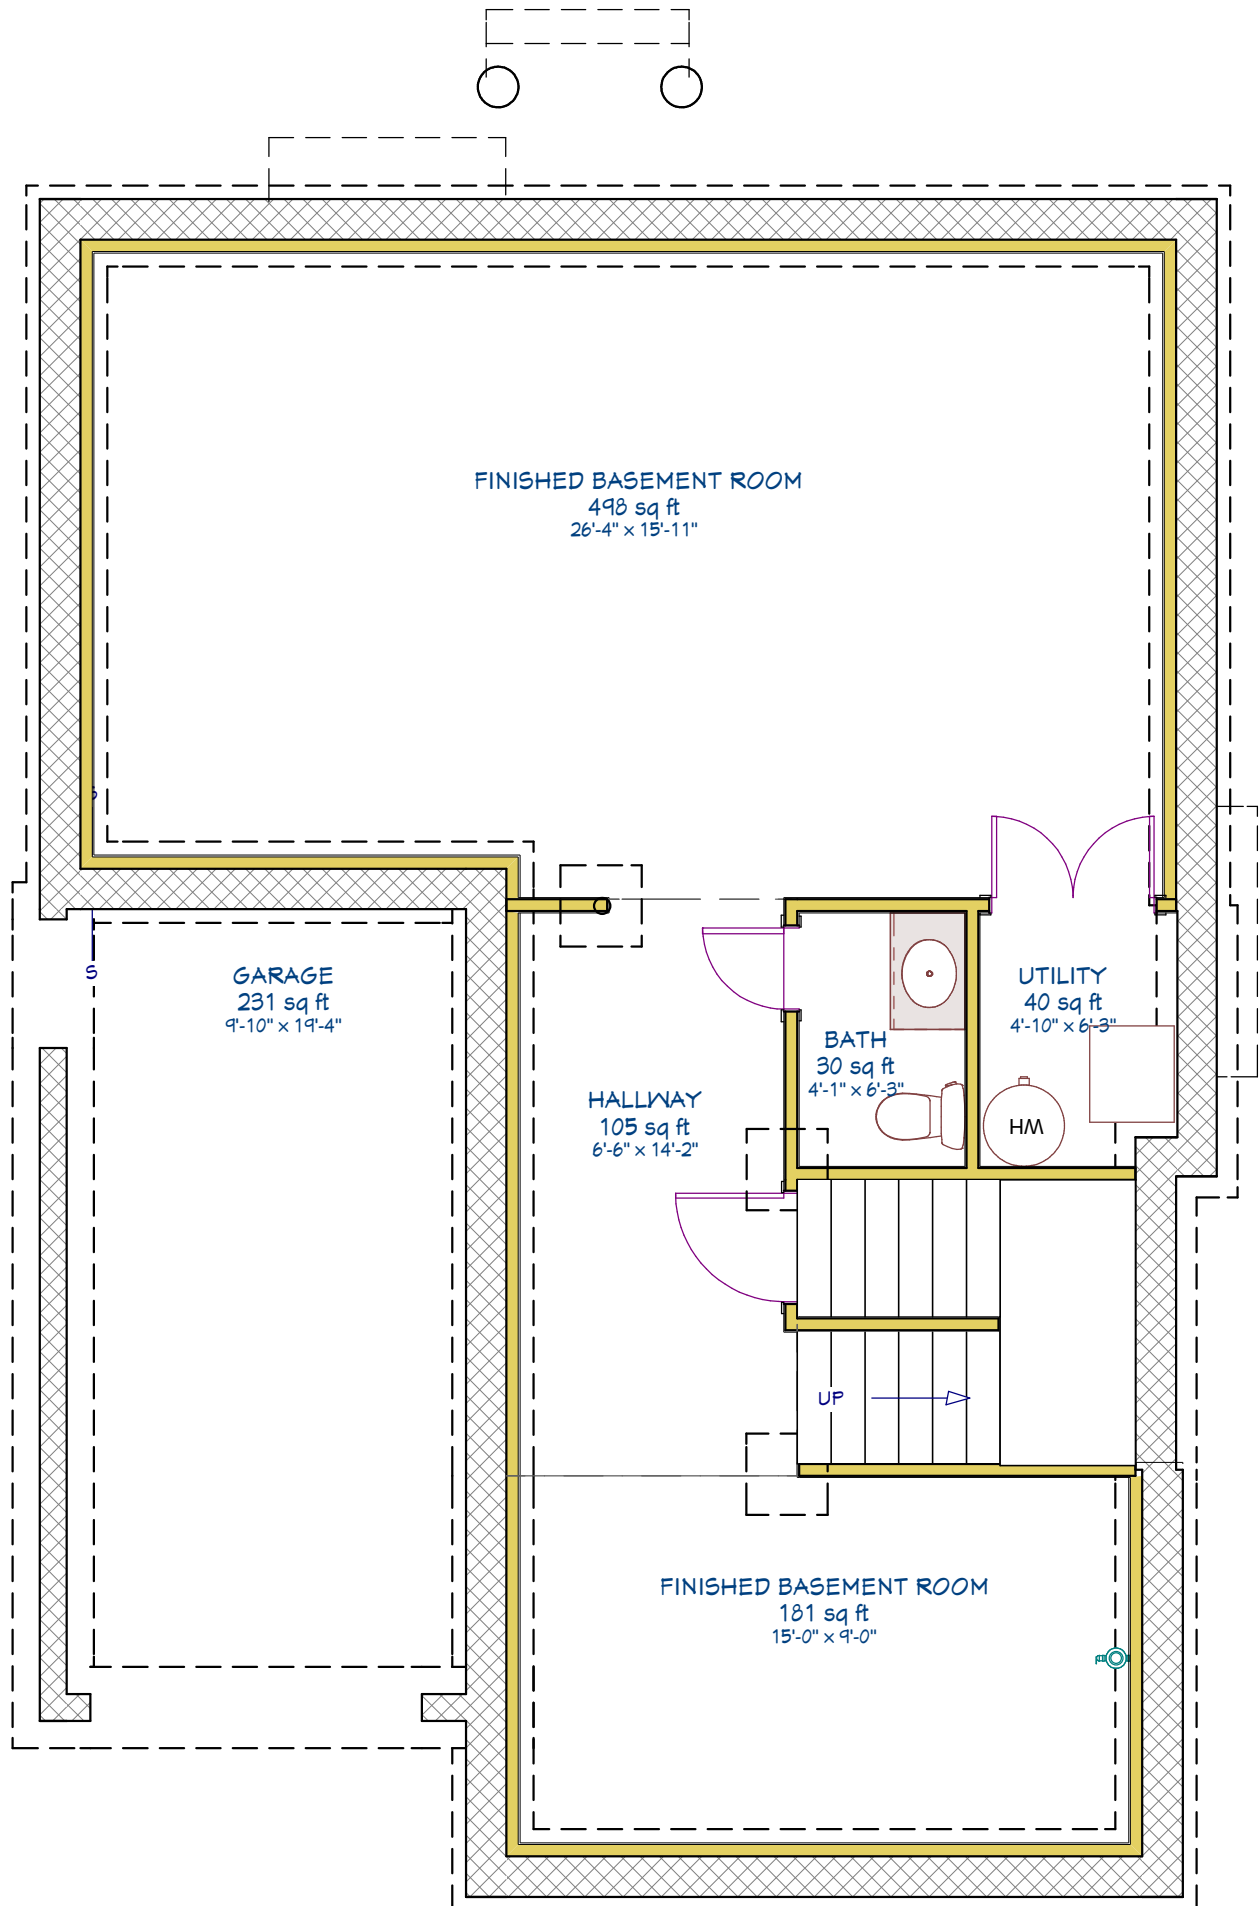 FINISHED BASEMENT ROOM
498 sq ft
26'-4" x 15'-11"
S
S
GARAGE
231 sq ft
9'-10" x 19'-4"
UTILITY
40 sq ft
4'-10" x 6'-3"
BATH
30 sq ft
4'-1" x 6'-3"
HALLWAY
105 sq ft
6'-6" x 14'-2"
WH
UP
FINISHED BASEMENT ROOM
181 sq ft
15'-0" x 9'-0"